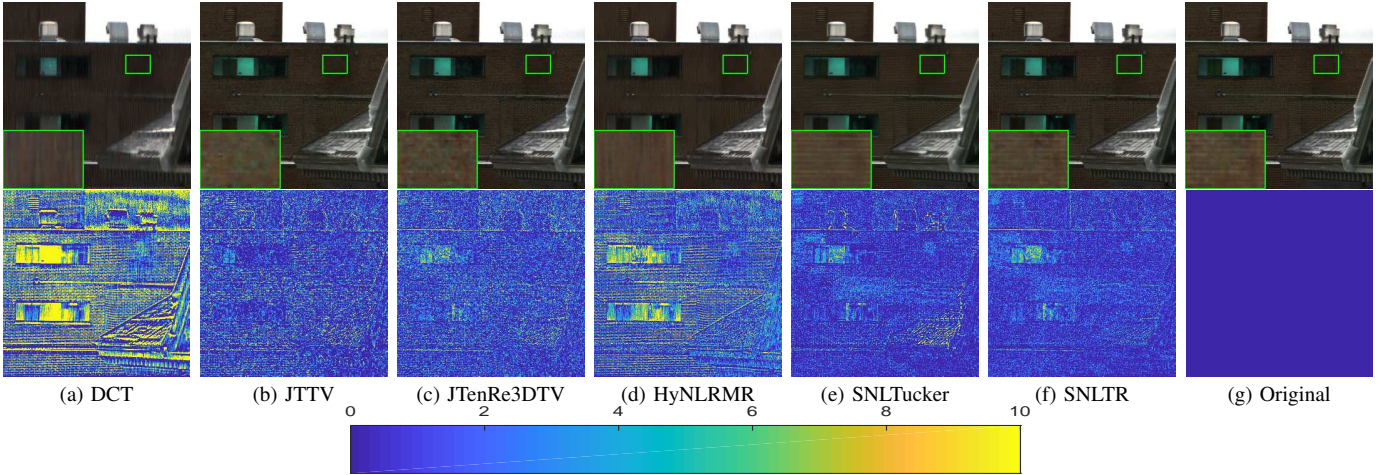 (a) DCT (b) JTTV (c) JTenRe3DTV (d) HyNLRMR (e) SNLTucker (f) SNLTR (g) Original
0 2 4 6 8 10